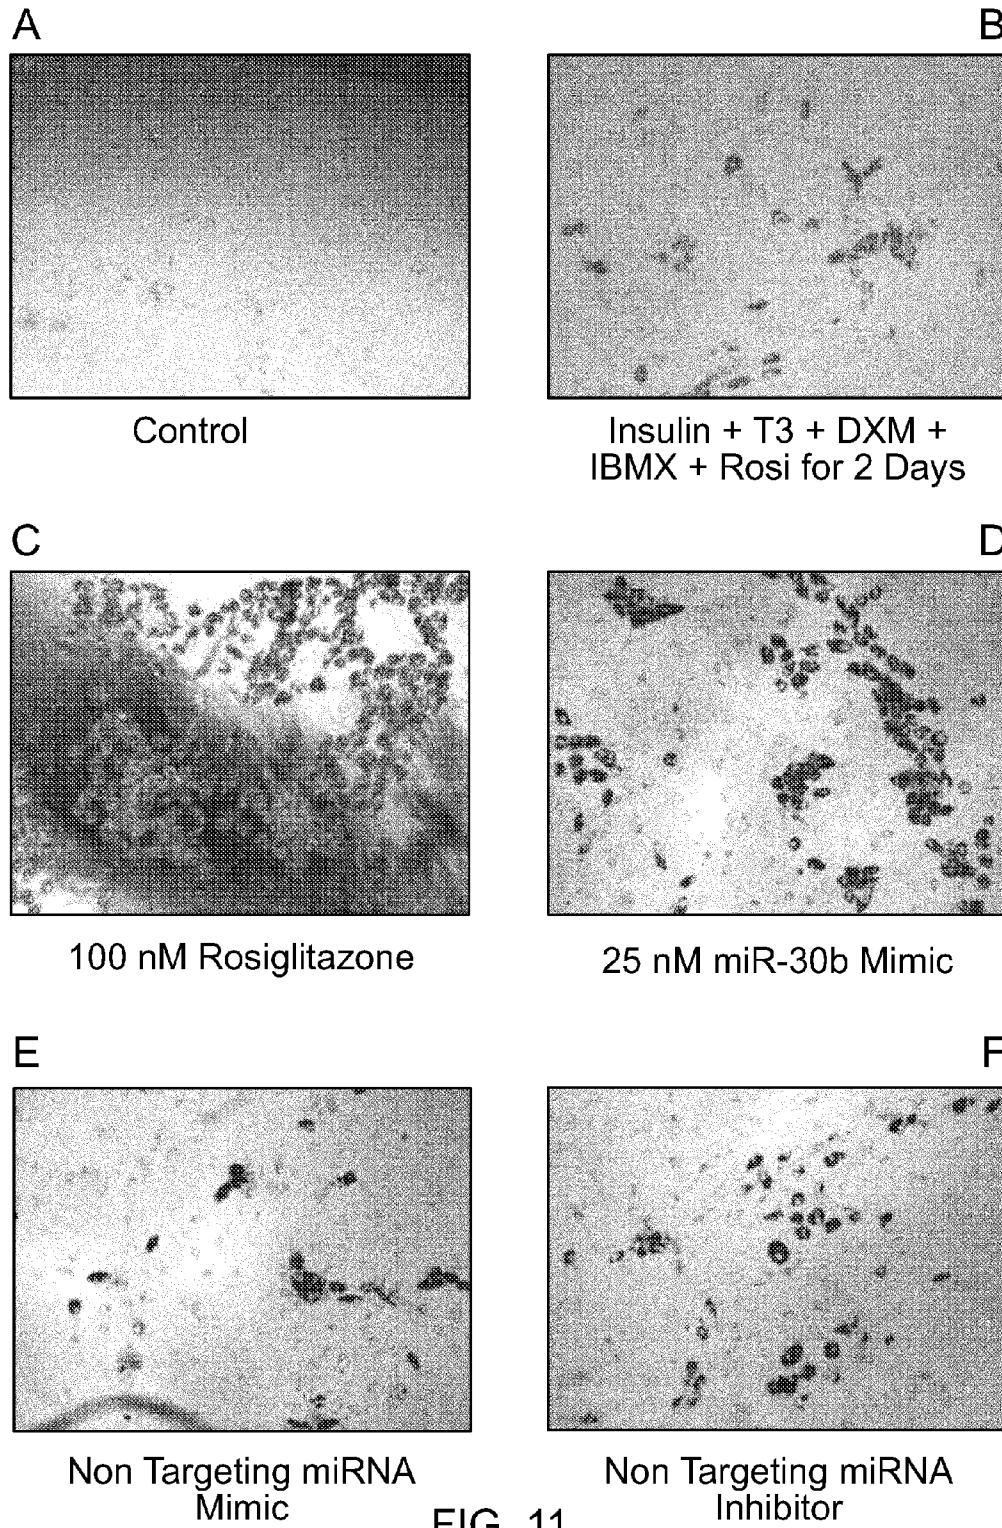 A
B
Control
Insulin + T3 + DXM +
IBMX + Rosi for 2 Days
C
D
100 nM Rosiglitazone
25 nM miR-30b Mimic
E
F
Non Targeting miRNA
Mimic
Non Targeting miRNA
Inhibitor
FIG. 11